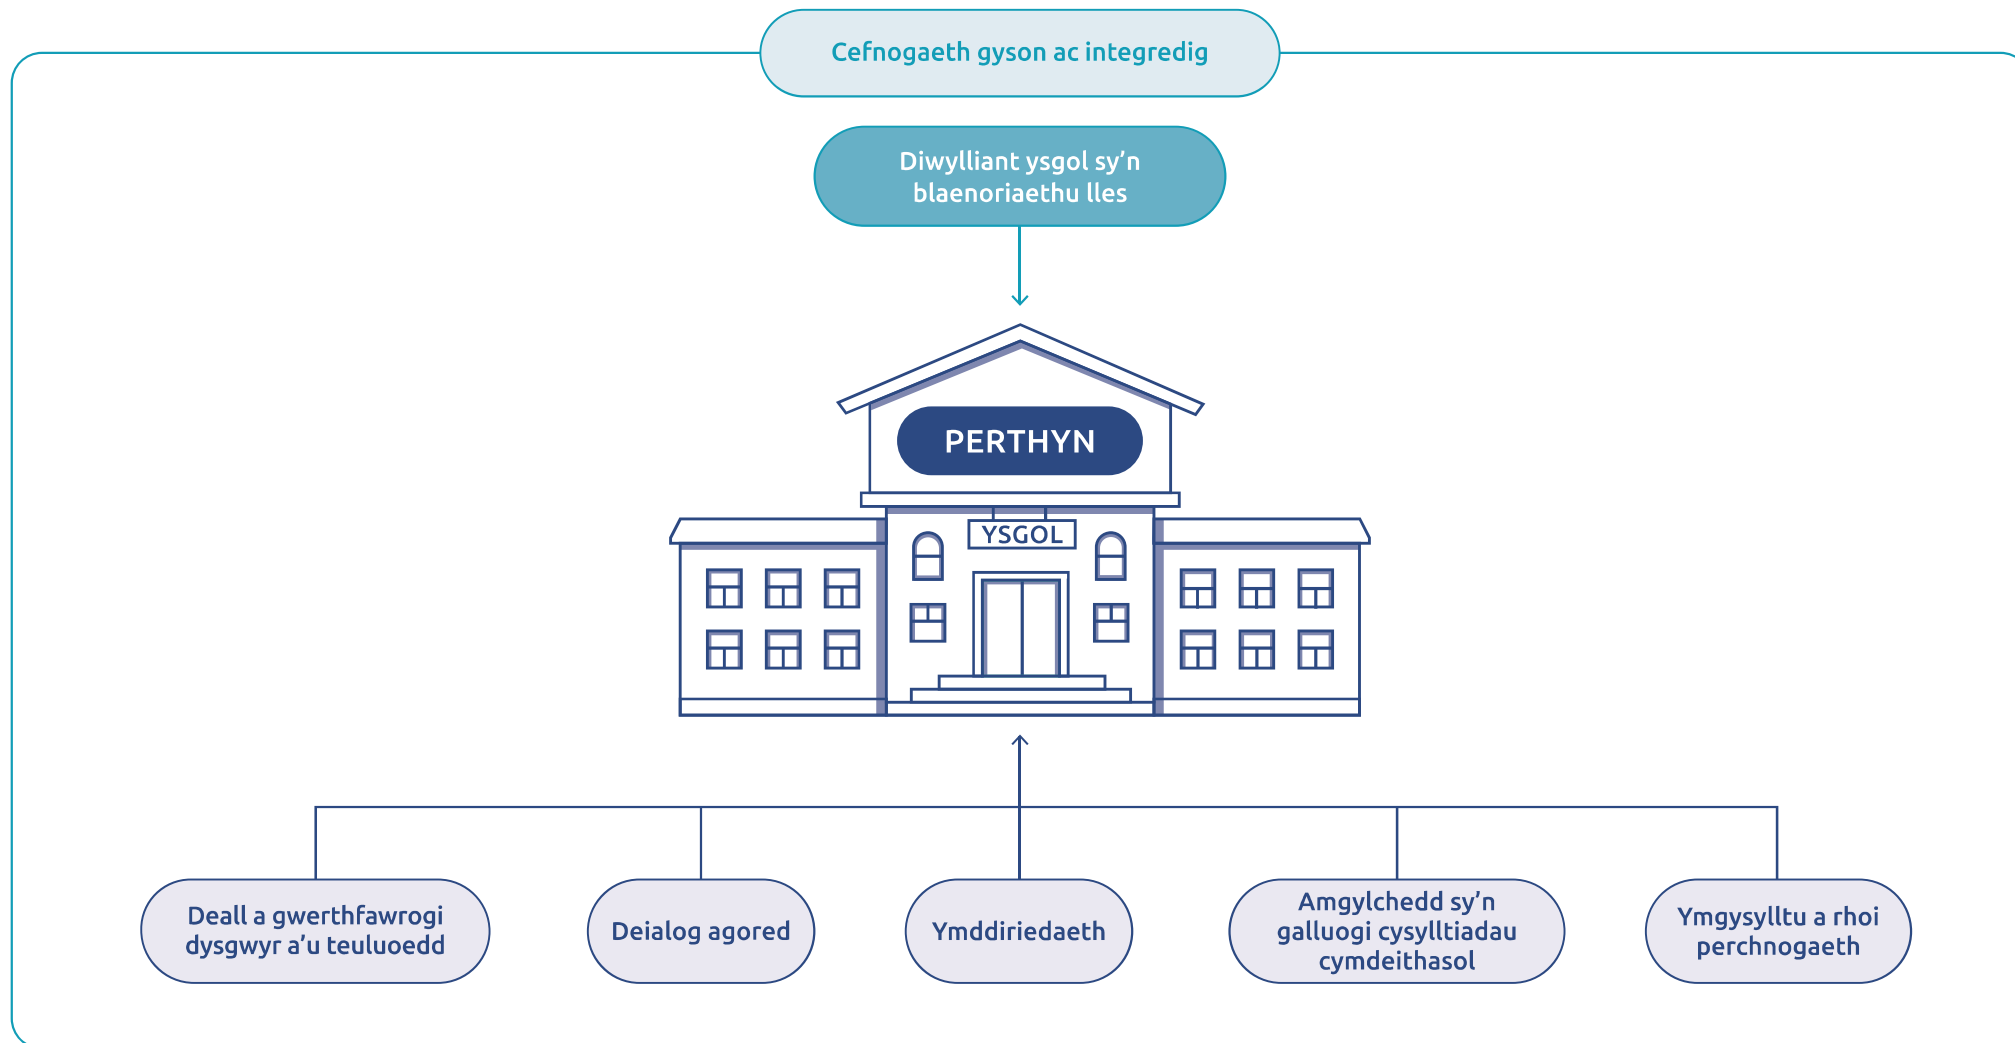 Cefnogaeth gyson ac integredig
Diwylliant ysgol sy’n
blaenoriaethu lles
PERTHYN
YSGOL
Deall a gwerthfawrogi
dysgwyr a’u teuluoedd
Deialog agored
Ymddiriedaeth
Amgylchedd sy’n
galluogi cysylltiadau
cymdeithasol
Ymgysylltu a rhoi
perchnogaeth